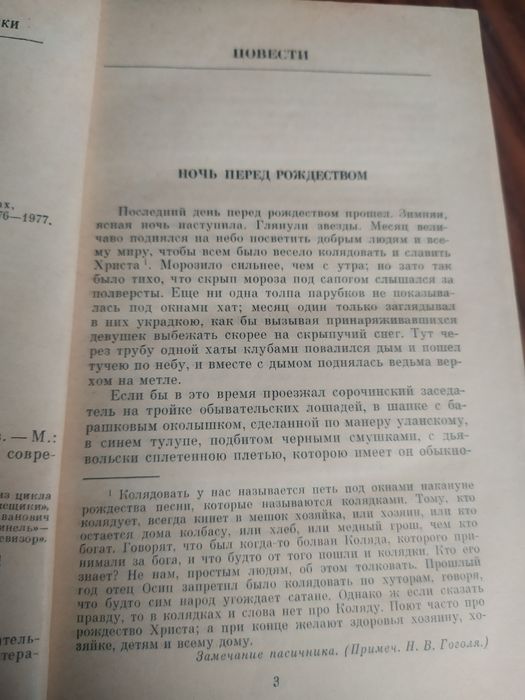 КИ
ах.
76—1977.
в. — М.:
совре-
из цикла
ПОВЕСТИ
НОЧЬ ПЕРЕД РОЖДЕСТВОМ
Последний день перед рождеством прошел. Зимняя,
ясная ночь наступила. Глянули звезды. Месяц вели-
чаво поднялся на небо посветить добрым людям и все-
му миру, чтобы всем было весело колядовать и славить
Христа¹. Морозило сильнее, чем с утра; но зато так
было тихо, что скрып мороза под сапогом слышался за
полверсты. Еще ни одна толпа парубков не показыва-
лась под окнами хат; месяц один только заглядывал
в них украдкою, как бы вызывая принаряживавшихся
девушек выбежать скорее на скрыпучий снег. Тут че-
рез трубу одной хаты клубами повалился дым и пошел
тучею по небу, и вместе с дымом поднялась ведьма вер-
хом на метле.
Если бы в это время проезжал сорочинский заседа-
тель на тройке обывательских лошадей, в шапке с ба-
рашковым околышком, сделанной по манеру уланскому,
в синем тулупе, подбитом черными смушками, с дья-
вольски сплетенною плетью, которою имеет он обыкно-
¹ Колядовать у нас называется петь под окнами накануне
рождества песни, которые называются колядками. Тому, кто
колядует, всегда кинет в мешок хозяйка, или хозяин, или кто
остается дома колбасу, или хлеб, или медный грош, чем кто
богат. Говорят, что был когда-то болван Коляда, которого при-
нимали за бога, и что будто от того пошли и колядки. Кто его
знает? Не нам, простым людям, об этом толковать. Прошлый
год отец Осип запретил было колядовать по хуторам, говоря,
что будто сим народ угождает сатане. Однако ж если сказать
правду, то в колядках и слова нет про Коляду. Поют часто про
рождество Христа; а при конце желают здоровья хозяину, хо-
зяйке, детям и всему дому.
Замечание пасичника. (Примеч. Н. В. Гоголя.)
3